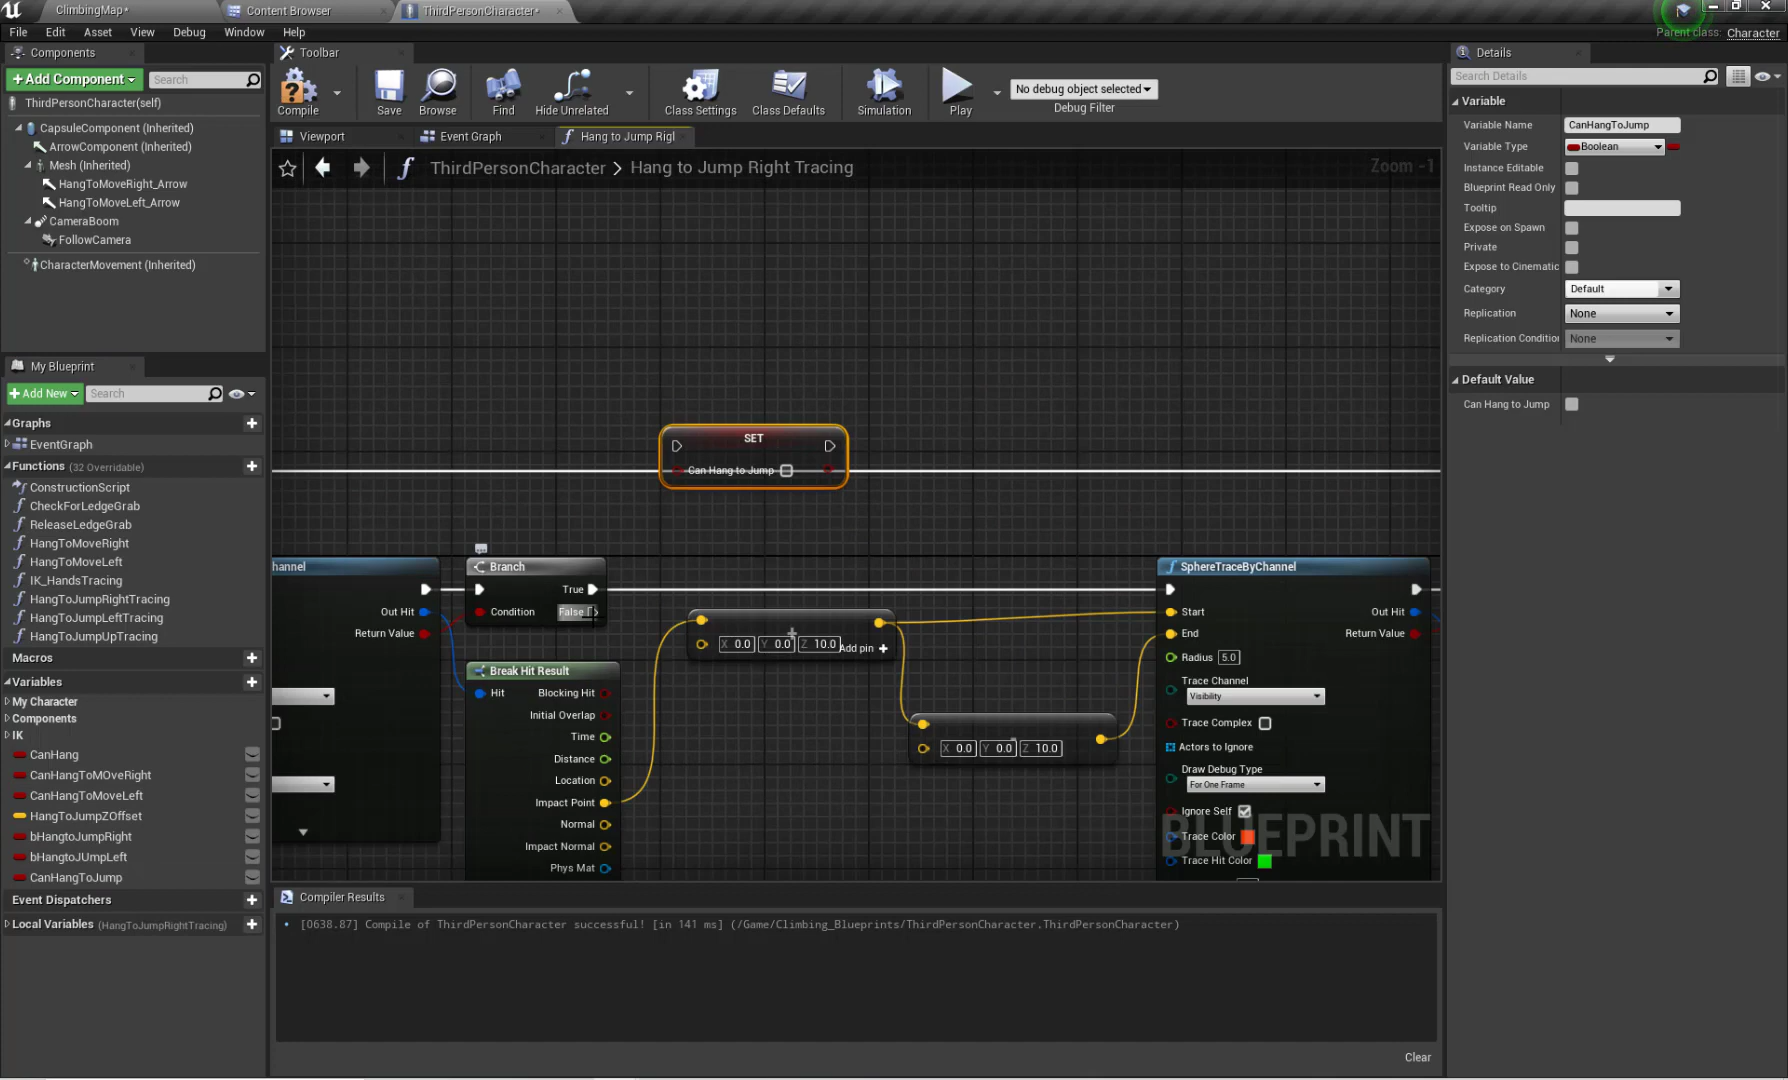 ClimbingMap•
Content Browser
ThirdPersonCharacter•
File Edit Asset View Debug Window Help
Parent class: Character
Components
+Add Component
Search
ThirdPersonCharacter(self)
CapsuleComponent (Inherited)
ArrowComponent (Inherited)
Mesh (Inherited)
HangToMoveRight_Arrow
HangToMoveLeft_Arrow
CameraBoom
FollowCamera
CharacterMovement (Inherited)
My Blueprint
+Add New
Search
Graphs
EventGraph
Functions (32 Overridable)
ConstructionScript
CheckForLedgeGrab
ReleaseLedgeGrab
HangToMoveRight
HangToMoveLeft
IK_HandsTracing
HangToJumpRightTracing
HangToJumpLeftTracing
HangToJumpUpTracing
Macros
Variables
My Character
Components
IK
CanHang
CanHangToMOveRight
CanHangToMoveLeft
HangToJumpZOffset
bHangtoJumpRight
bHangtoJUmpLeft
CanHangToJump
Event Dispatchers
Local Variables (HangToJumpRightTracing)
Toolbar
Compile
Save
Browse
Find
Hide Unrelated
Class Settings
Class Defaults
Simulation
Play
No debug object selected
Debug Filter
Viewport
Event Graph
Hang to Jump Rigl
ThirdPersonCharacter > Hang to Jump Right Tracing
Zoom -1
SET
Can Hang to Jump
hannel
Out Hit
Return Value
Branch
True
Condition
False
Break Hit Result
Hit
Blocking Hit
Initial Overlap
Time
Distance
Location
Impact Point
Normal
Impact Normal
Phys Mat
X 0.0 Y 0.0 Z 10.0
Add pin +
X 0.0 Y 0.0 Z 10.0
SphereTraceByChannel
Start
Out Hit
End
Return Value
Radius 5.0
Trace Channel
Visibility
Trace Complex
Actors to Ignore
Draw Debug Type
For One Frame
Ignore Self
Trace Color
Trace Hit Color
BLUEPRINT
Compiler Results
• [0638.87] Compile of ThirdPersonCharacter successful! [in 141 ms] (/Game/Climbing_Blueprints/ThirdPersonCharacter.ThirdPersonCharacter)
Clear
Details
Search Details
Variable
Variable Name CanHangToJump
Variable Type Boolean
Instance Editable
Blueprint Read Only
Tooltip
Expose on Spawn
Private
Expose to Cinematic
Category Default
Replication None
Replication Condition None
Default Value
Can Hang to Jump